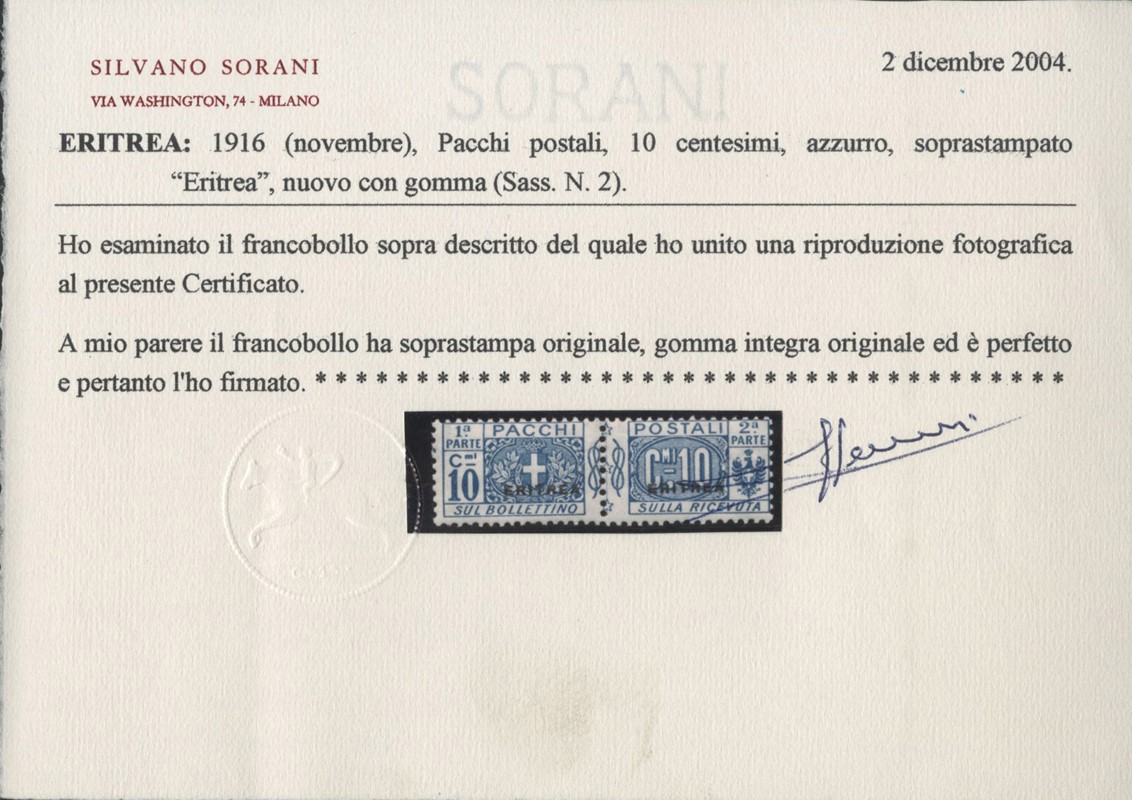 SILVANO SORANI
VIA WASHINGTON, 74 - MILANO
SORANI
2 dicembre 2004.
ERITREA: 1916 (novembre), Pacchi postali, 10 centesimi, azzurro, soprastampato
“Eritrea”, nuovo con gomma (Sass. N. 2).
Ho esaminato il francobollo sopra descritto del quale ho unito una riproduzione fotografica
al presente Certificato.
A mio parere il francobollo ha soprastampa originale, gomma integra originale ed è perfetto
e pertanto l'ho firmato. * * * * * * * * * * * * * * * * * * * * * * * * * * * * * * * * * * * * *
1ª PARTE PACCHI POSTALI 2ª PARTE
Cmi 10 CMI 10
ERITREA ERITREA
SUL BOLLETTINO SULLA RICEVUTA